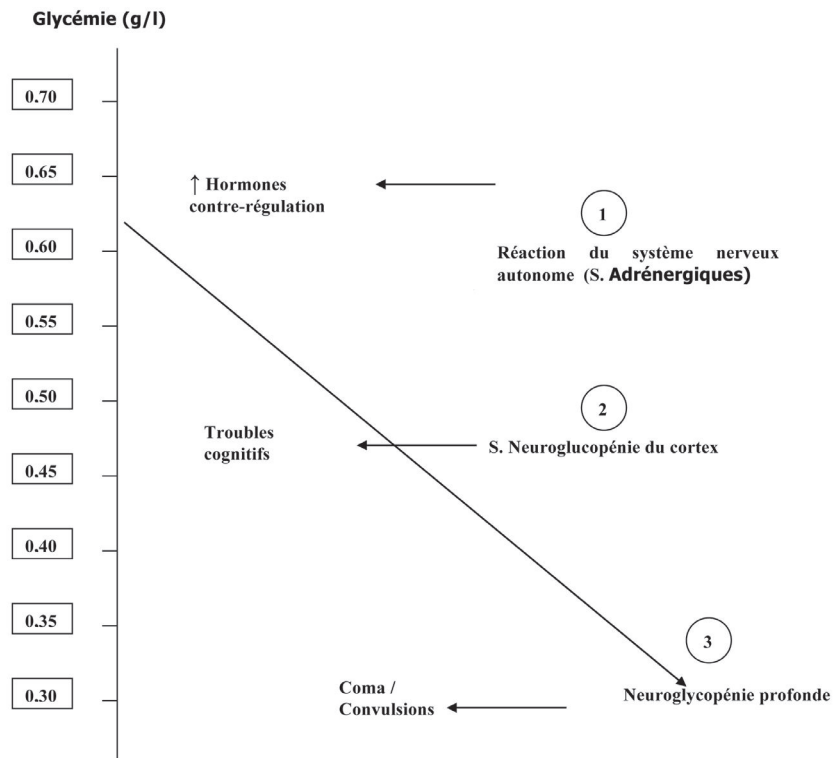 Glycémie (g/l)
0.70
0.65
↑ Hormones
contre-régulation
1
0.60
Réaction du système nerveux
autonome (S. Adrénergiques)
0.55
0.50
2
Troubles
cognitifs
S. Neuroglucopénie du cortex
0.45
0.40
0.35
3
0.30
Coma /
Convulsions
Neuroglycopénie profonde